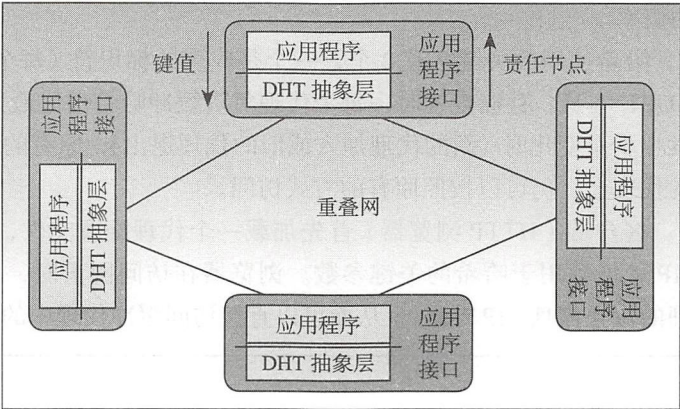 键值
应用程序
DHT 抽象层
应用
程序
接口
责任节点
应用
程序
接口
应用程序
DHT 抽象层
重叠网
应用程序
DHT 抽象层
应用
程序
接口
应用程序
DHT 抽象层
应用
程序
接口